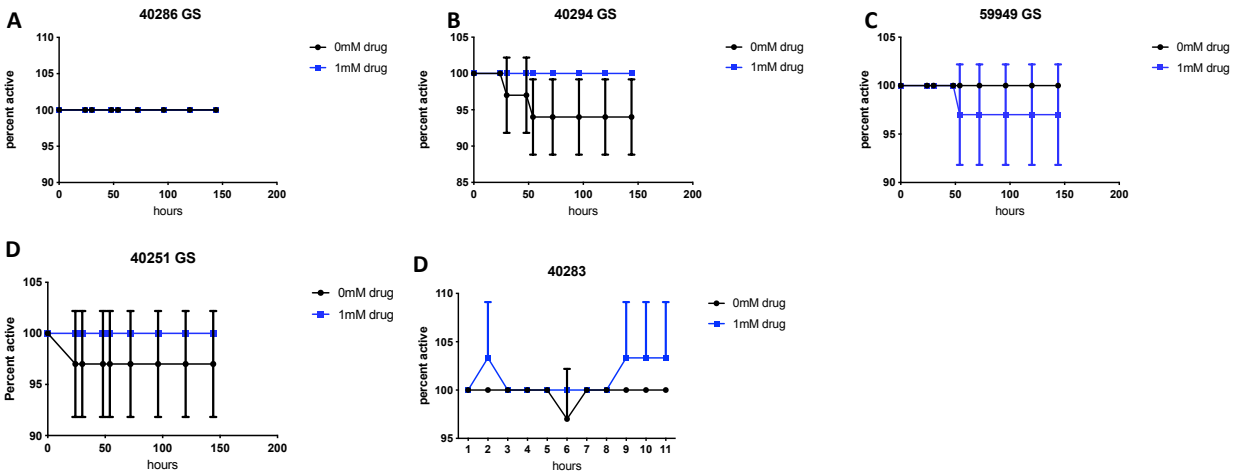 A
40286 GS
110
105
100
95
90
percent active
0
50
100
150
200
hours
0mM drug
1mM drug
B
40294 GS
105
100
95
90
85
percent active
0
50
100
150
200
hours
0mM drug
1mM drug
C
59949 GS
105
100
95
90
percent active
0
50
100
150
200
hours
0mM drug
1mM drug
D
40251 GS
105
100
95
90
Percent active
0
50
100
150
200
hours
0mM drug
1mM drug
D
40283
110
105
100
95
percent active
1 2 3 4 5 6 7 8 9 10 11
hours
0mM drug
1mM drug